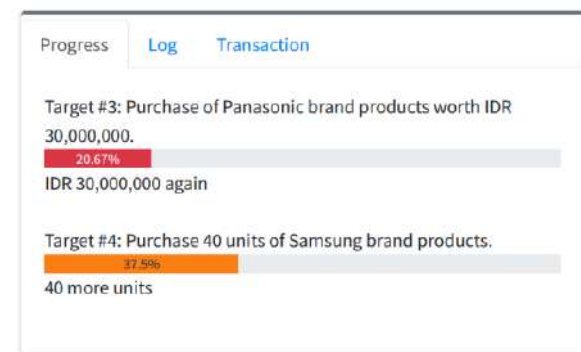 Progress
Log
Transaction
Target #3: Purchase of Panasonic brand products worth IDR
30,000,000.
20.67%
IDR 30,000,000 again
Target #4: Purchase 40 units of Samsung brand products.
37.5%
40 more units